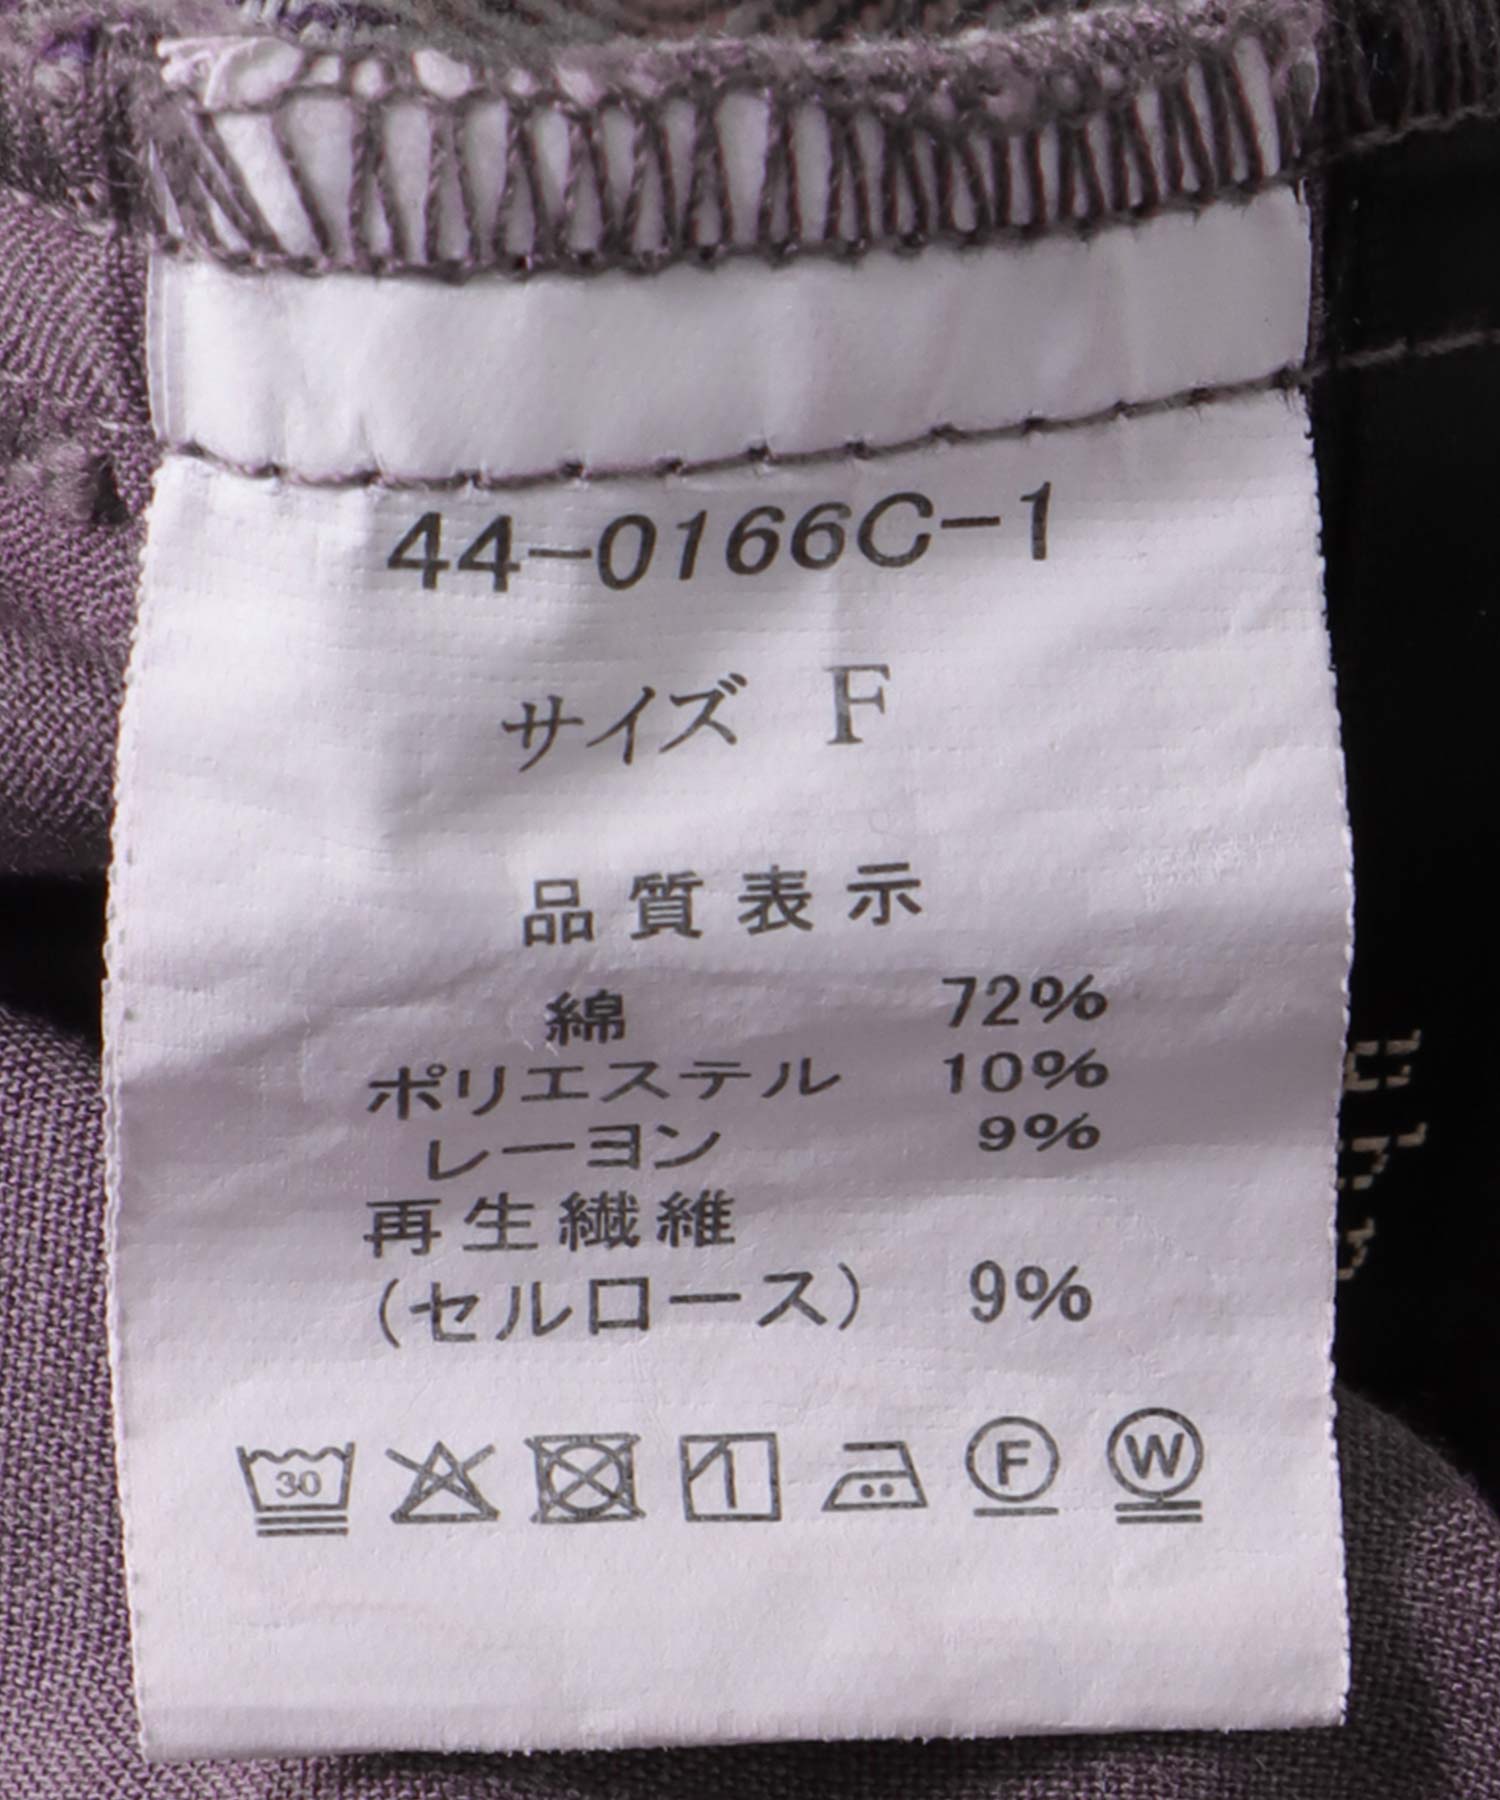 44-0166C-1
サイズ F
品質表示
綿 72%
ポリエステル 10%
レーヨン 9%
再生繊維
(セルロース) 9%
30 F W